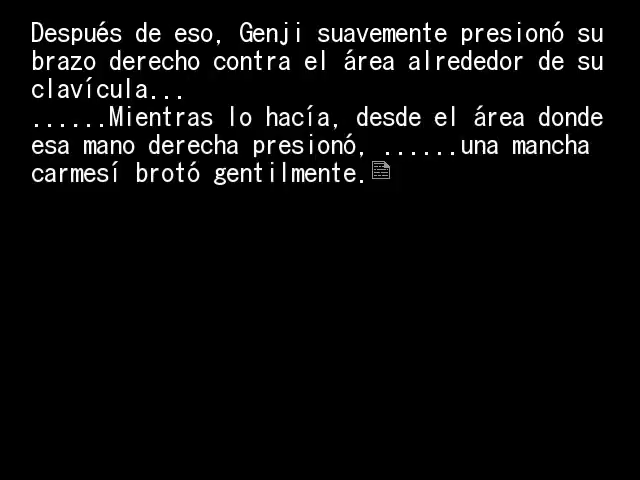 Después de eso, Genji suavemente presionó su
brazo derecho contra el área alrededor de su
clavícula...
......Mientras lo hacía, desde el área donde
esa mano derecha presionó, ......una mancha
carmesí brotó gentilmente.